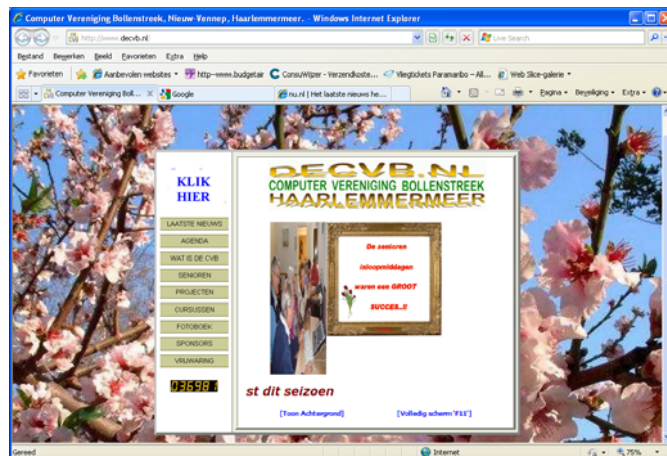 Computer Vereniging Bollenstreek, Nieuw-Vennep, Haarlemmermeer. - Windows Internet Explorer
http://www.decvb.nl/
Live Search
Bestand Bewerken Beeld Favorieten Extra Help
Favorieten Aanbevolen websites http--www.budgetair ConsuWijzer - Verzendkoste... Vliegtickets Paramaribo - All... Web Slice-galerie
Computer Vereniging Boll... Google nu.nl | Het laatste nieuws he... Pagina Beveiliging Extra
KLIK
HIER
LAATSTE NIEUWS
AGENDA
WAT IS DE CVB
SENIOREN
PROJECTEN
CURSUSSEN
FOTOBOEK
SPONSORS
VRIJWARING
036981
DECVB.NL
COMPUTER VERENIGING BOLLENSTREEK
HAARLEMMERMEER
De senioren
inloopmiddagen
waren een GROOT
SUCCES..!!
st dit seizoen
[Toon Achtergrond] [Volledig scherm 'F11']
Gereed Internet 75%